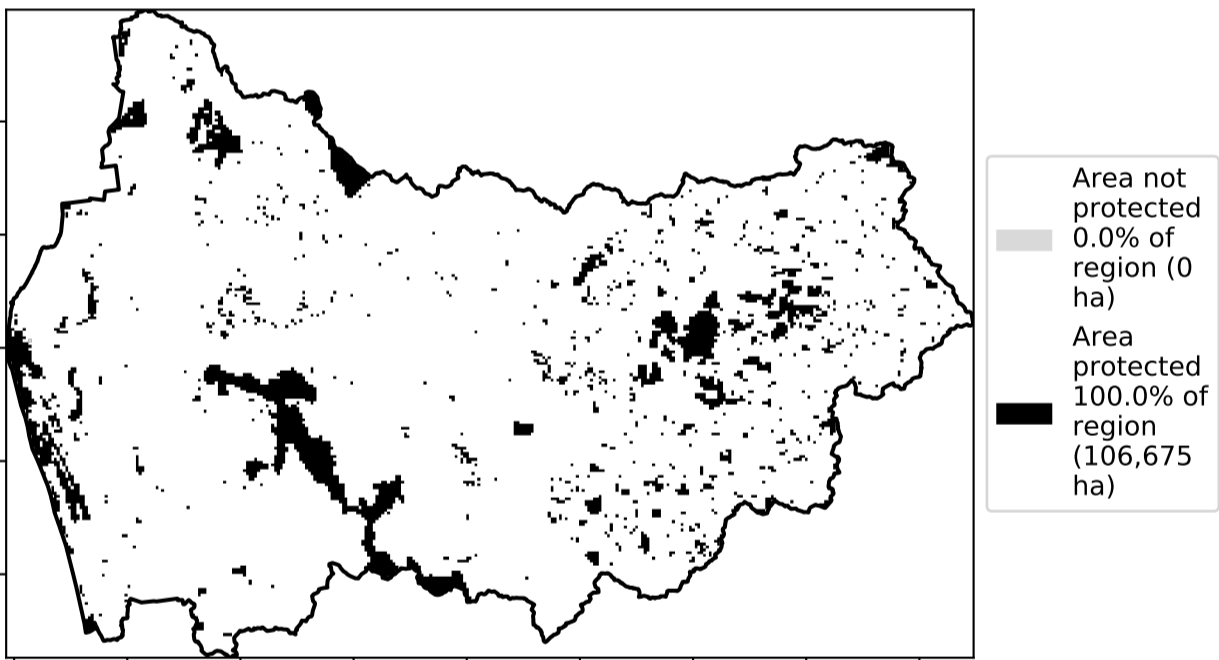 Area not
protected
0.0% of
region (0
ha)
Area
protected
100.0% of
region
(106,675
ha)